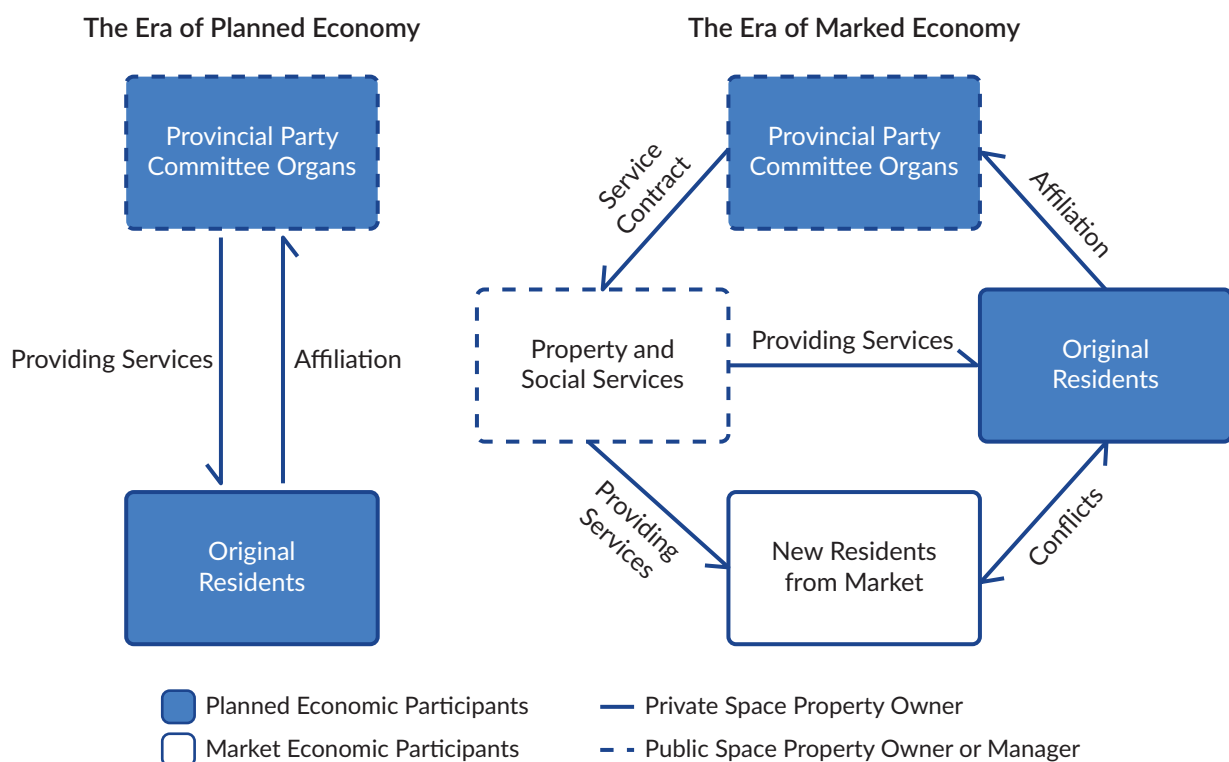 The Era of Planned Economy
Provincial Party
Committee Organs
Providing Services
Affiliation
Original
Residents
The Era of Marked Economy
Provincial Party
Committee Organs
Service
Contract
Affiliation
Property and
Social Services
Providing Services
Original
Residents
Providing
Services
New Residents
from Market
Conflicts
Planned Economic Participants
Market Economic Participants
Private Space Property Owner
Public Space Property Owner or Manager